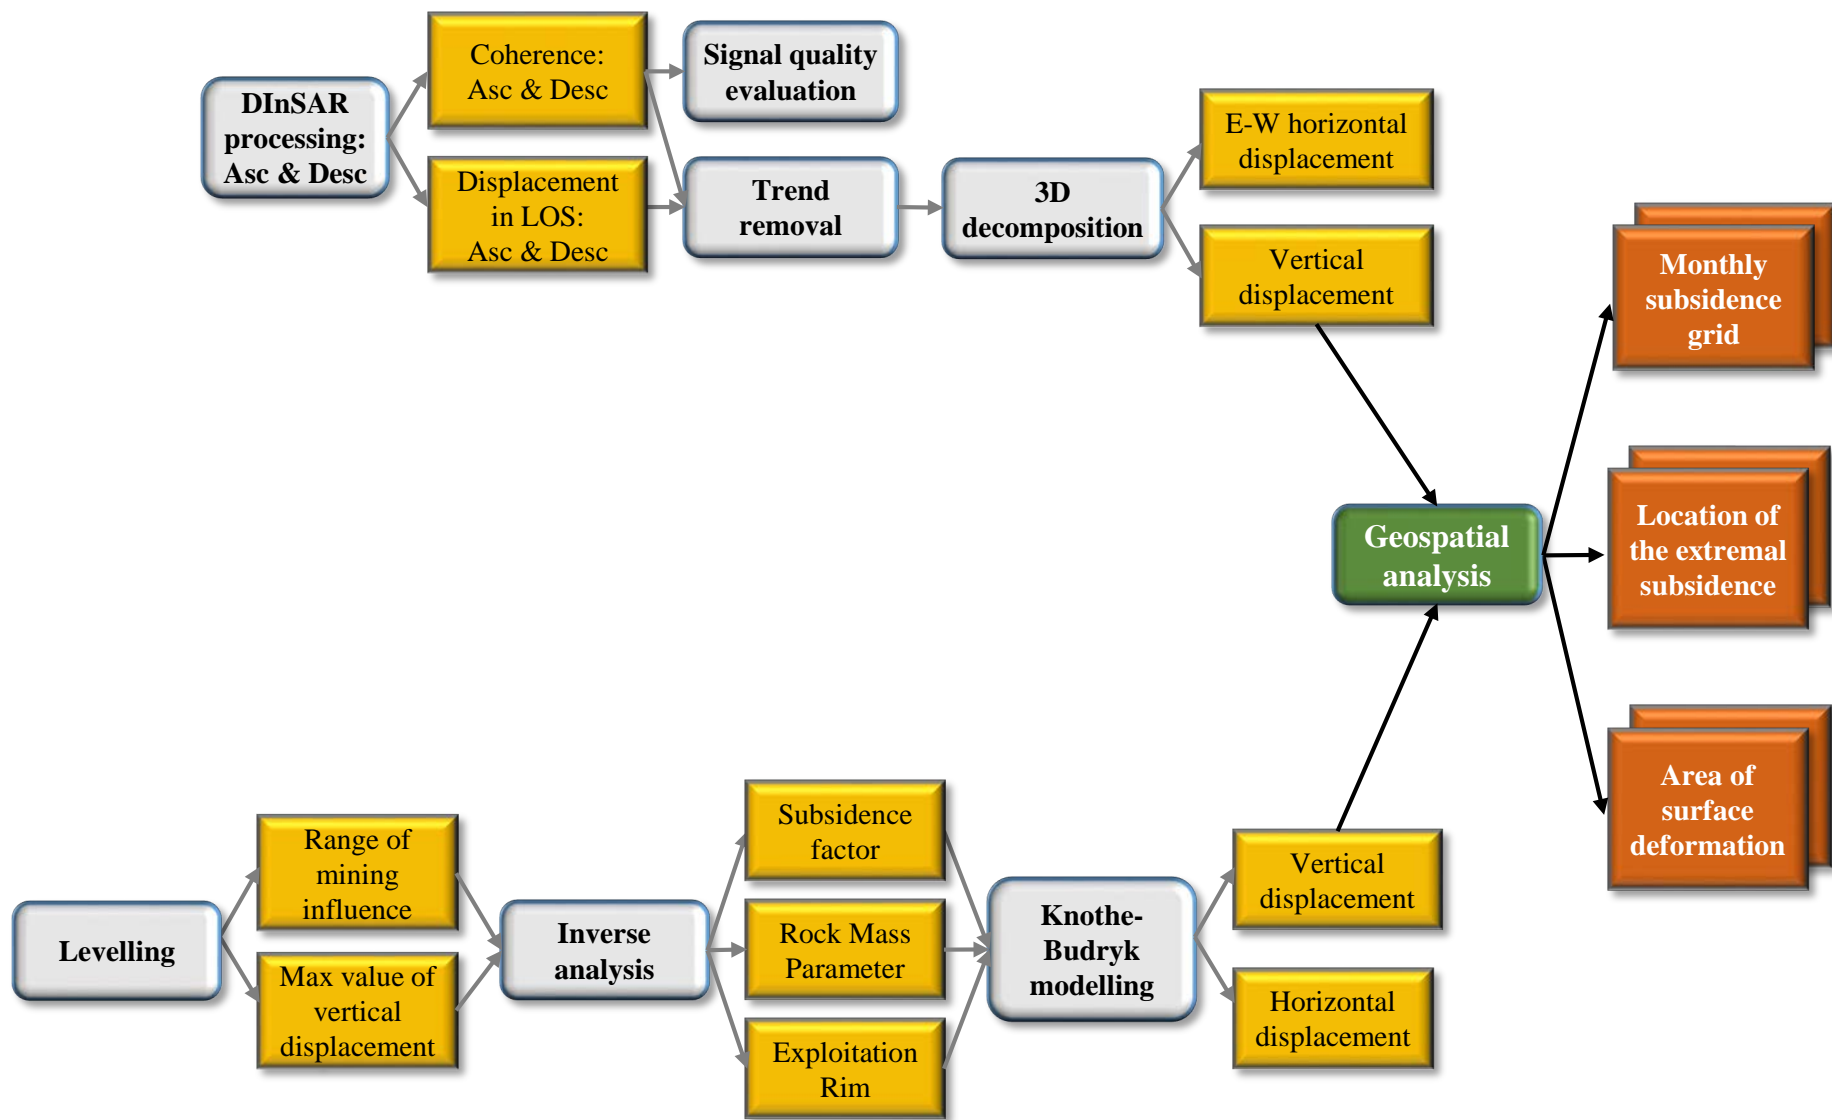 DInSAR
processing:
Asc & Desc
Coherence:
Asc & Desc
Displacement
in LOS:
Asc & Desc
Signal quality
evaluation
Trend
removal
3D
decomposition
E-W horizontal
displacement
Vertical
displacement
Geospatial
analysis
Monthly
subsidence
grid
Location of
the extremal
subsidence
Area of
surface
deformation
Levelling
Range of
mining
influence
Max value of
vertical
displacement
Inverse
analysis
Subsidence
factor
Rock Mass
Parameter
Exploitation
Rim
Knothe-
Budryk
modelling
Vertical
displacement
Horizontal
displacement